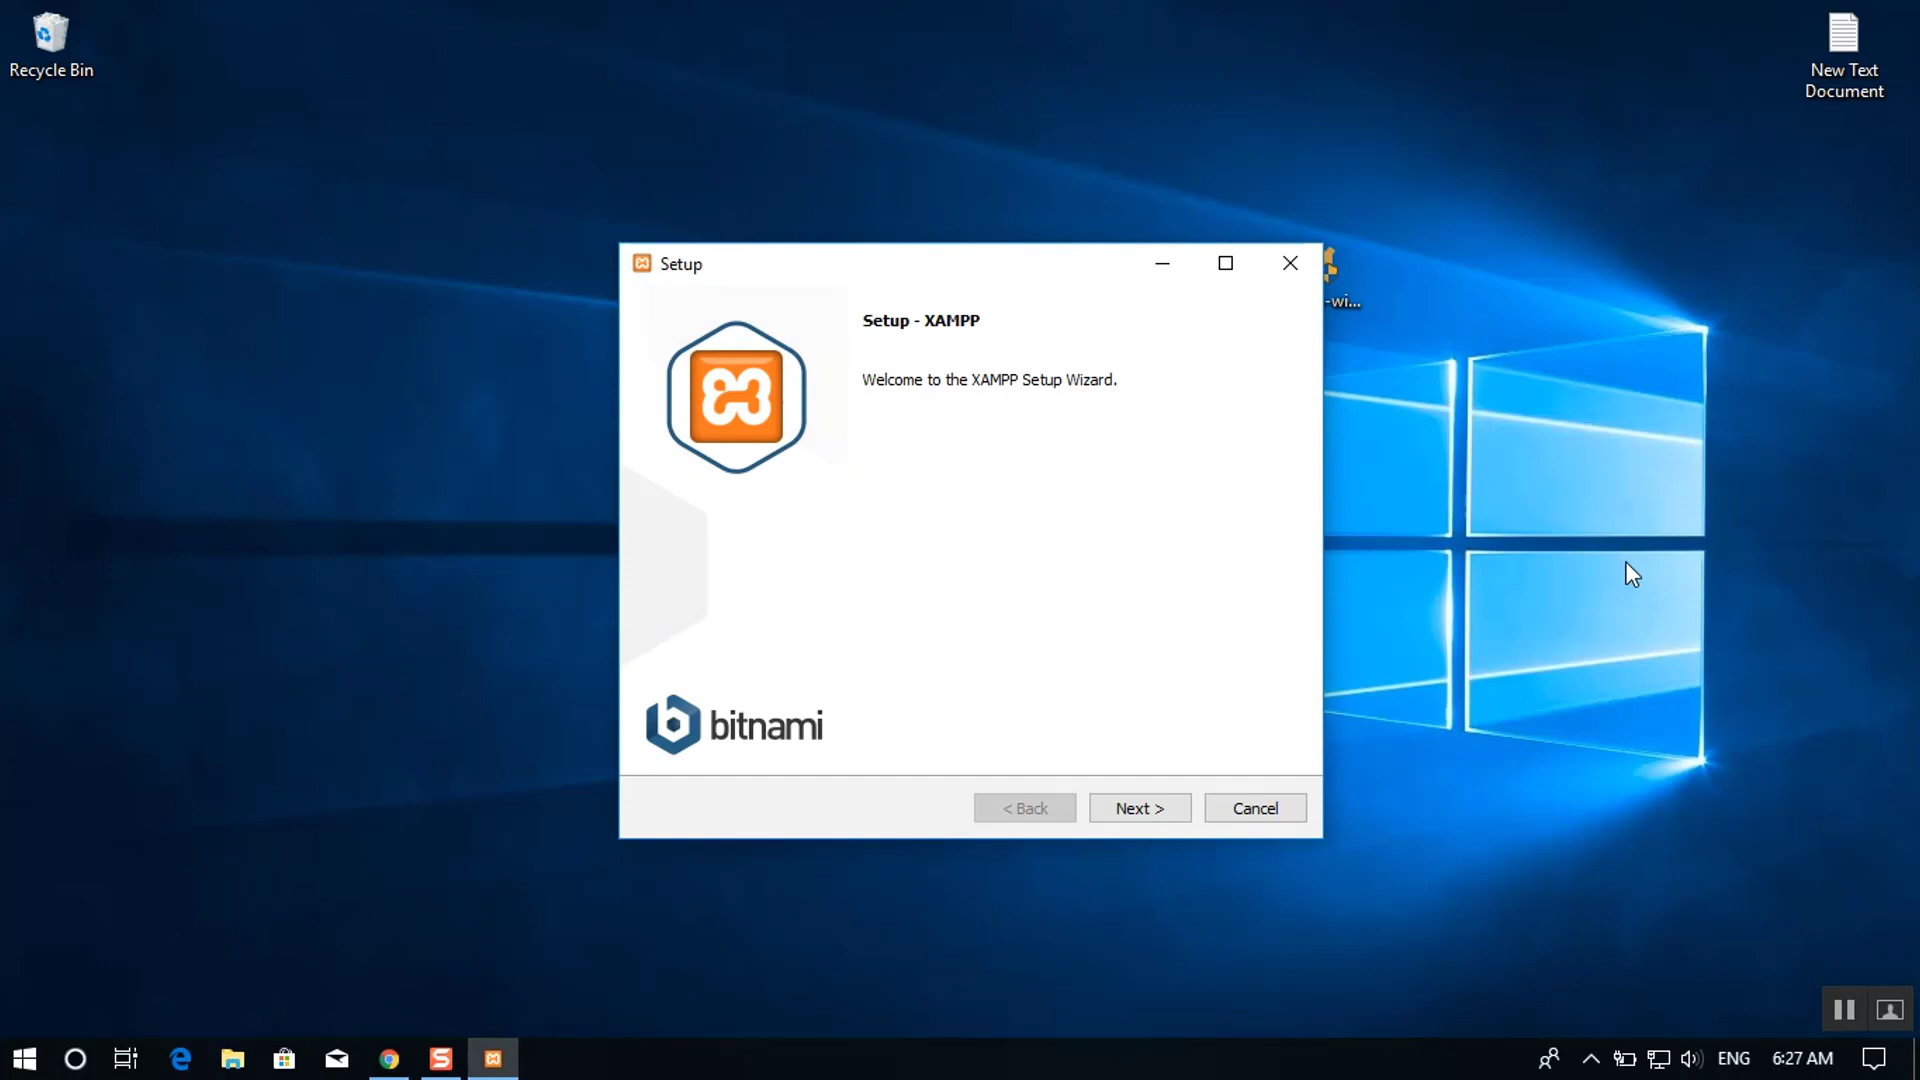 Recycle Bin
New Text
Document
Setup
-wi...
Setup - XAMPP
Welcome to the XAMPP Setup Wizard.
bitnami
< Back
Next >
Cancel
ENG
6:27 AM